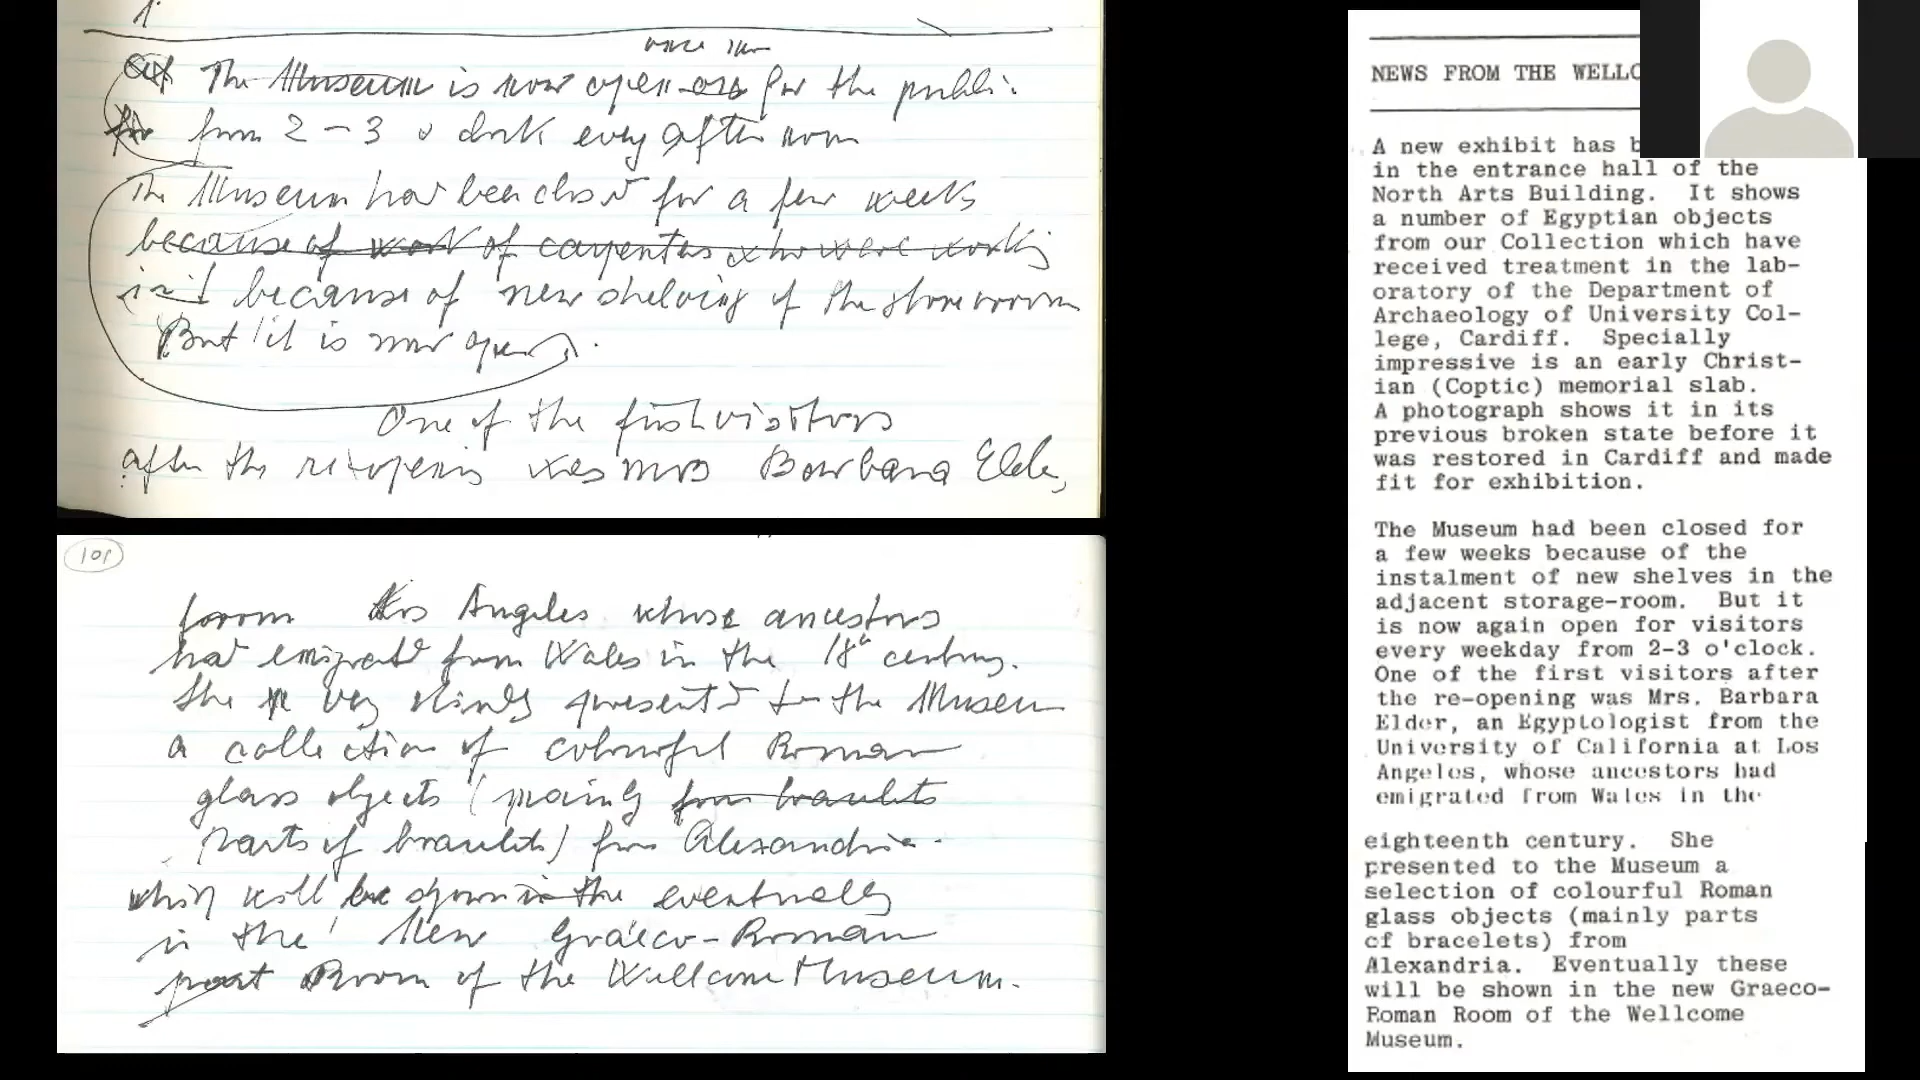 once more
The Museum is now open for the public
from 2 - 3 o clock every afternoon
The Museum had been closed for a few weeks
because of work of carpenters who were working
in it because of new shelving of the storeroom
But it is now open.
One of the first visitors
after the re-opening was Mrs Barbara Elder,
101
from Los Angeles whose ancestors
had emigrated from Wales in the 18th century.
She very kindly presented to the Museum
a collection of colourful Roman
glass objects (mainly from bracelets
parts of bracelets) from Alexandria.
which will be shown in the eventually
in the New Graeco-Roman
part Room of the Wellcome Museum.
NEWS FROM THE WELLC
A new exhibit has b
in the entrance hall of the
North Arts Building. It shows
a number of Egyptian objects
from our Collection which have
received treatment in the lab-
oratory of the Department of
Archaeology of University Col-
lege, Cardiff. Specially
impressive is an early Christ-
ian (Coptic) memorial slab.
A photograph shows it in its
previous broken state before it
was restored in Cardiff and made
fit for exhibition.
The Museum had been closed for
a few weeks because of the
instalment of new shelves in the
adjacent storage-room. But it
is now again open for visitors
every weekday from 2-3 o'clock.
One of the first visitors after
the re-opening was Mrs. Barbara
Elder, an Egyptologist from the
University of California at Los
Angeles, whose ancestors had
emigrated from Wales in the
eighteenth century. She
presented to the Museum a
selection of colourful Roman
glass objects (mainly parts
of bracelets) from
Alexandria. Eventually these
will be shown in the new Graeco-
Roman Room of the Wellcome
Museum.